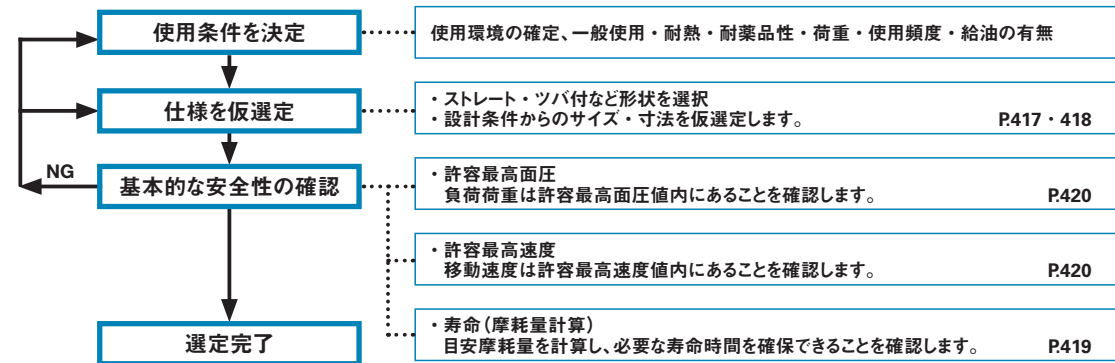 使用条件を決定
使用環境の確定、一般使用・耐熱・耐薬品性・荷重・使用頻度・給油の有無
仕様を仮選定
・ストレート・ツバ付など形状を選択
・設計条件からのサイズ・寸法を仮選定します。 P.417・418
NG
基本的な安全性の確認
・許容最高面圧
負荷荷重は許容最高面圧値内にあることを確認します。 P.420
・許容最高速度
移動速度は許容最高速度値内にあることを確認します。 P.420
選定完了
・寿命(摩耗量計算)
目安摩耗量を計算し、必要な寿命時間を確保できることを確認します。 P.419